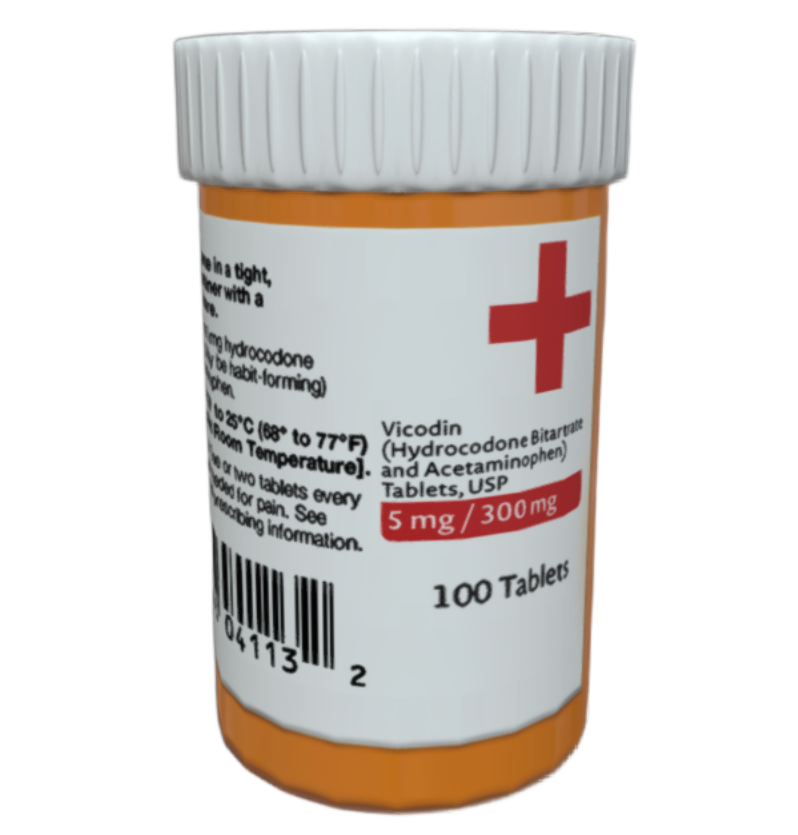 in a tight,
with a
mg hydrocodone
be habit-forming)
to 25°C (68° to 77°F)
Room Temperature].
or two tablets every
for pain. See
prescribing information.
04113 2
Vicodin
(Hydrocodone Bitartrate
and Acetaminophen)
Tablets, USP
5 mg / 300 mg
100 Tablets